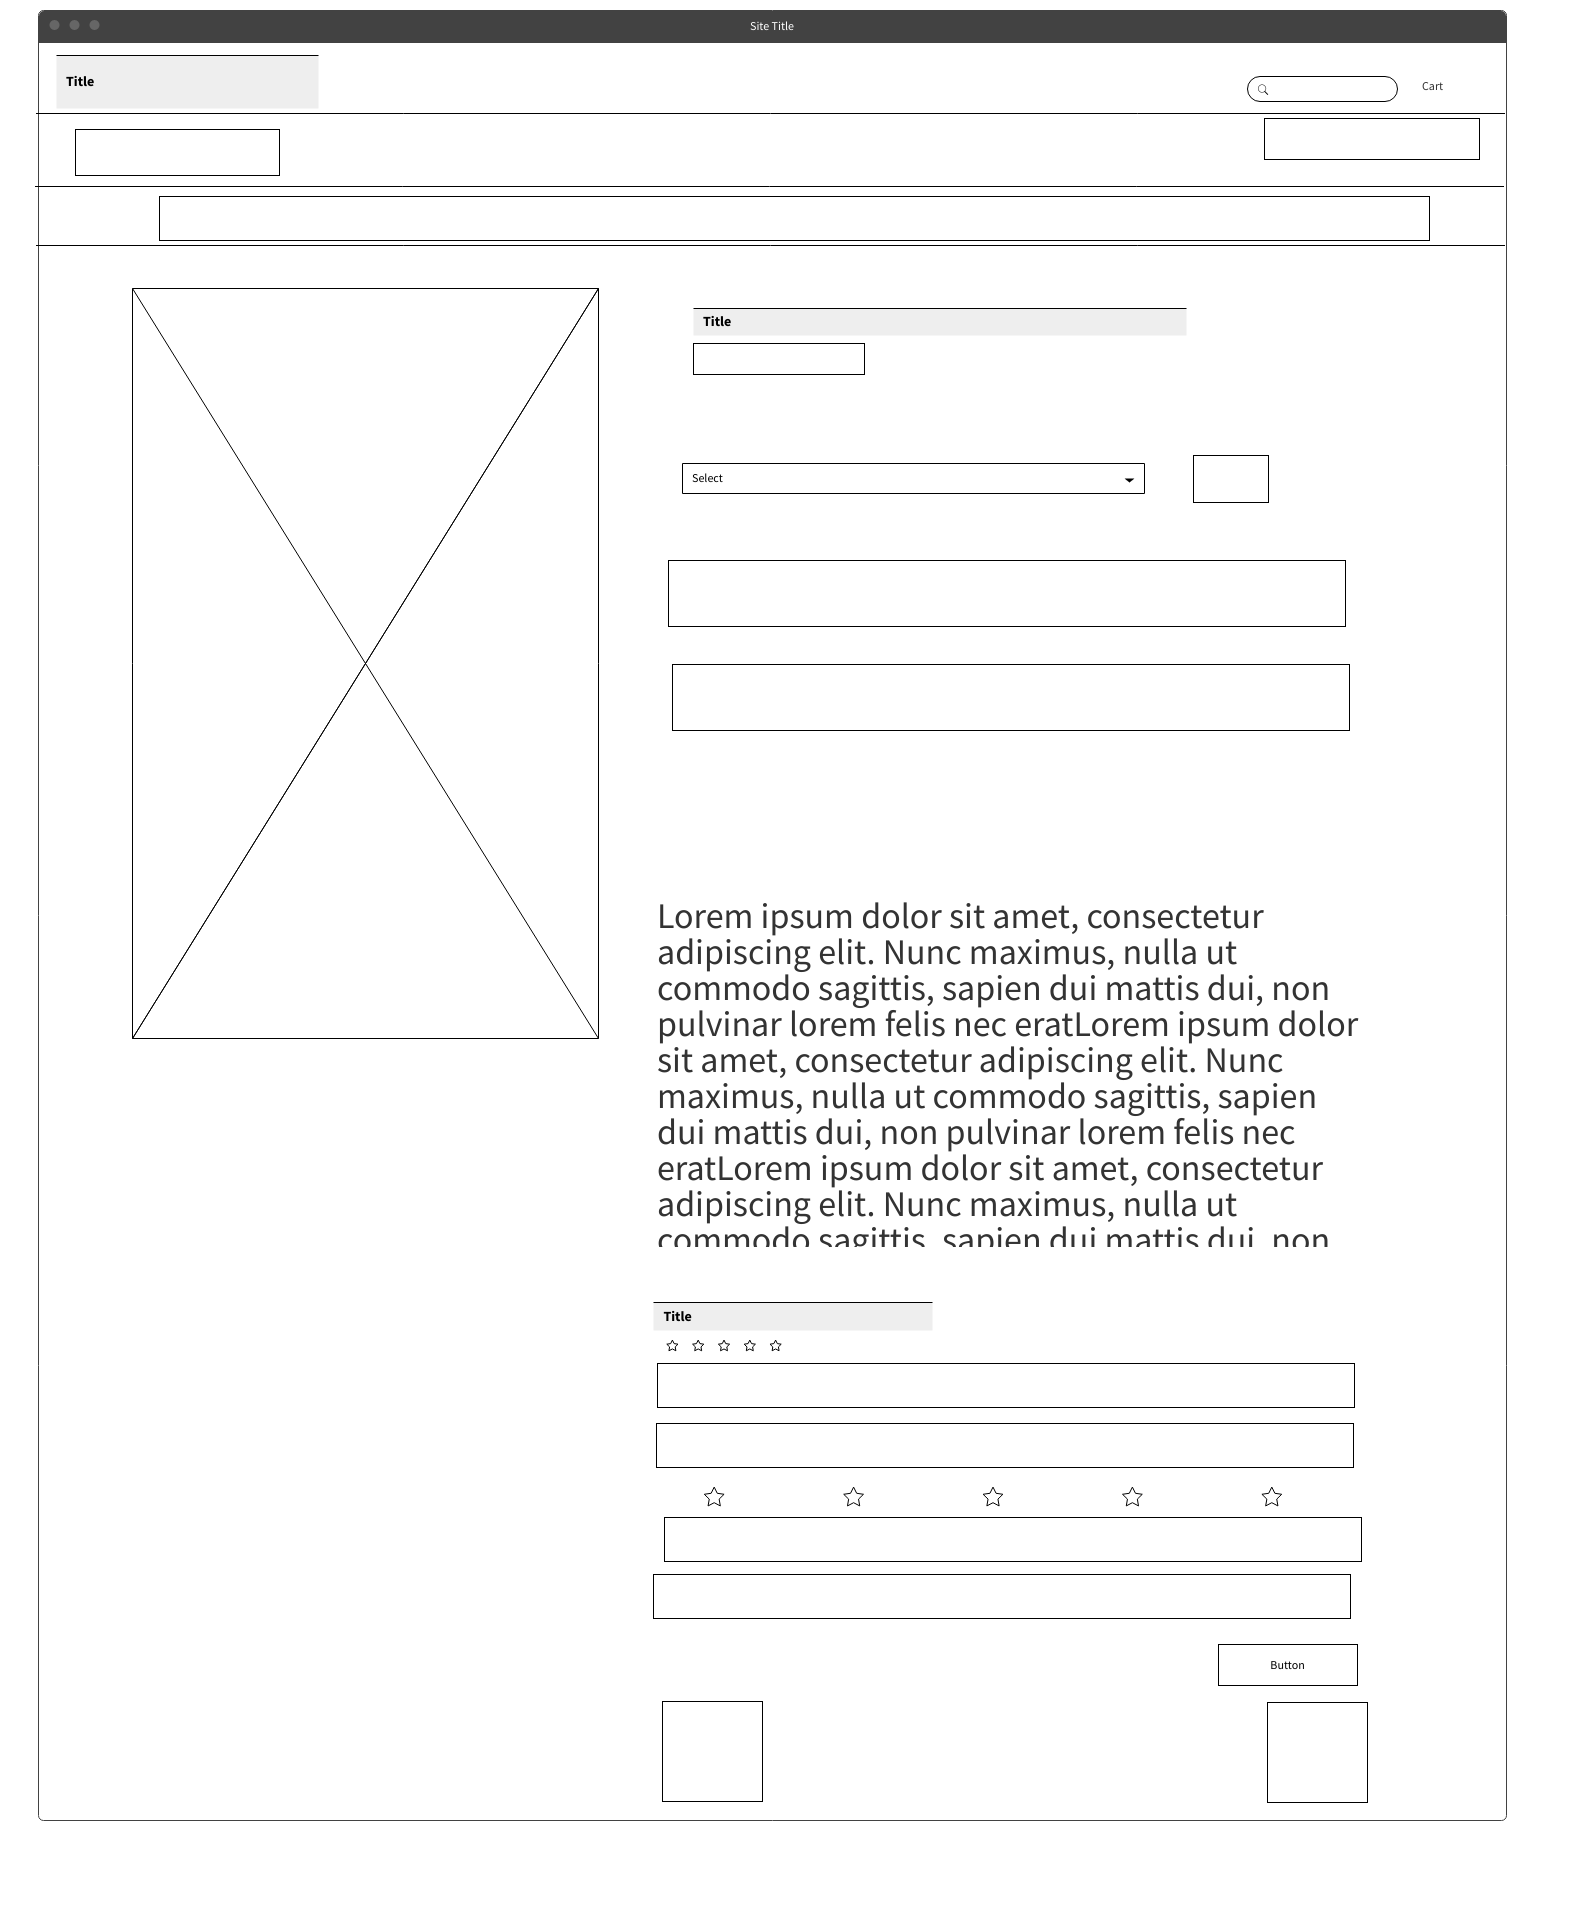 Site Title
Title
Cart
Title
Select
Lorem ipsum dolor sit amet, consectetur
adipiscing elit. Nunc maximus, nulla ut
commodo sagittis, sapien dui mattis dui, non
pulvinar lorem felis nec eratLorem ipsum dolor
sit amet, consectetur adipiscing elit. Nunc
maximus, nulla ut commodo sagittis, sapien
dui mattis dui, non pulvinar lorem felis nec
eratLorem ipsum dolor sit amet, consectetur
adipiscing elit. Nunc maximus, nulla ut
commodo sagittis, sapien dui mattis dui, non
Title
Button